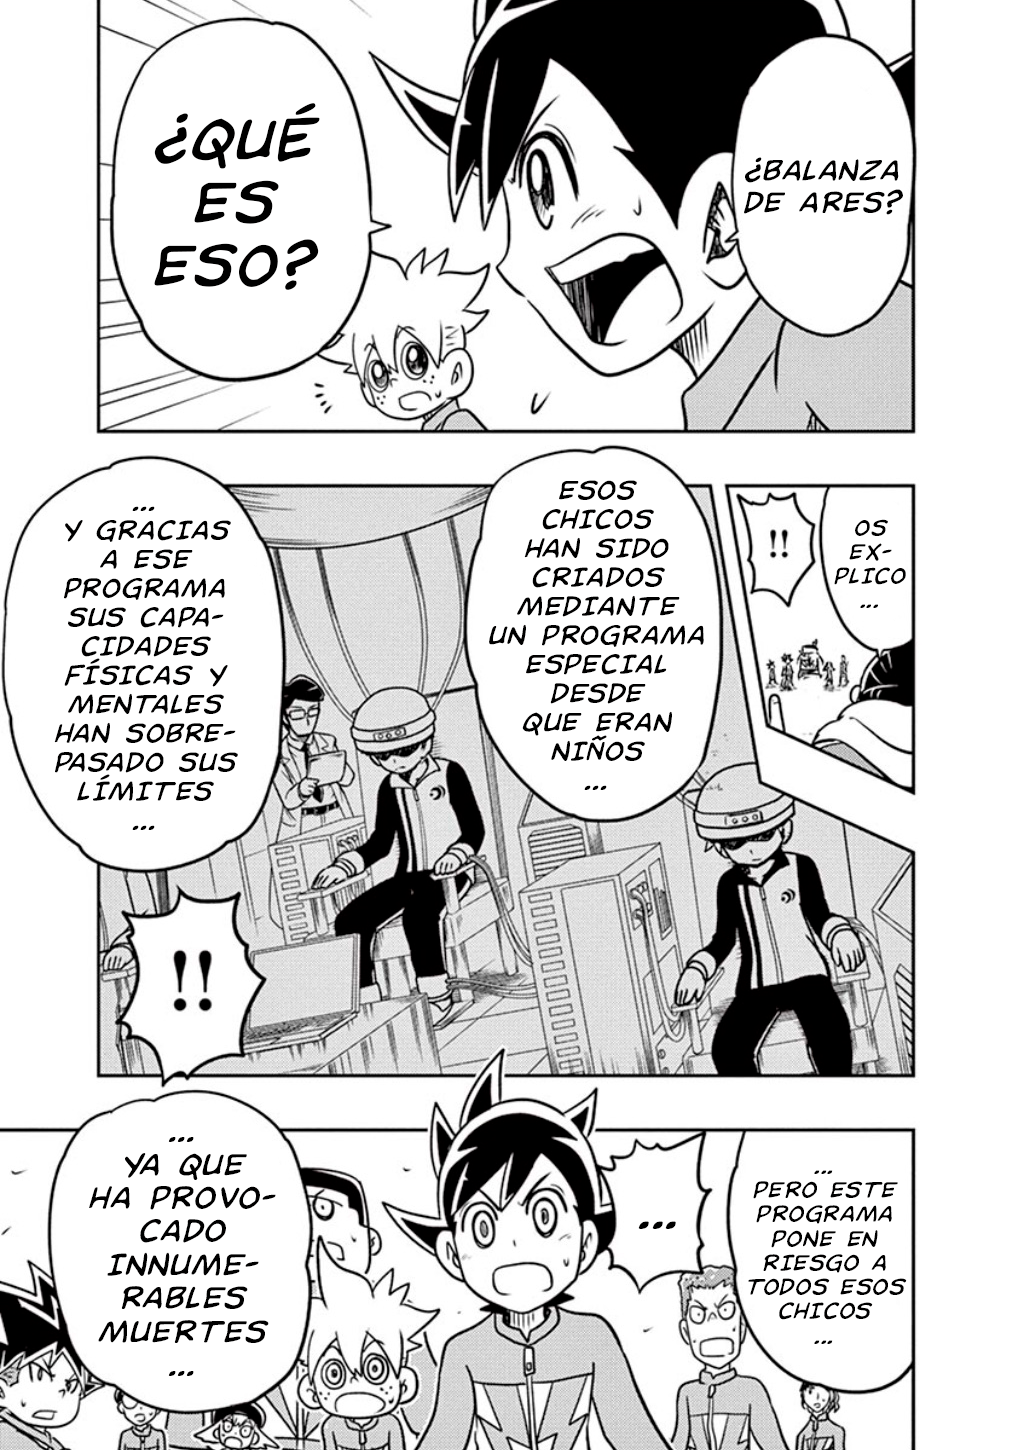 ¿BALANZA
DE ARES?
¿QUÉ
ES
ESO?
OS
EX-
PLICO
...
!!
ESOS
CHICOS
HAN SIDO
CRIADOS
MEDIANTE
UN PROGRAMA
ESPECIAL
DESDE
QUE ERAN
NIÑOS
...
...
Y GRACIAS
A ESE
PROGRAMA
SUS CAPA-
CIDADES
FÍSICAS Y
MENTALES
HAN SOBRE-
PASADO SUS
LÍMITES
...
!!
...
PERO ESTE
PROGRAMA
PONE EN
RIESGO A
TODOS ESOS
CHICOS
...
...
...
YA QUE
HA PROVO-
CADO
INNUME-
RABLES
MUERTES
...